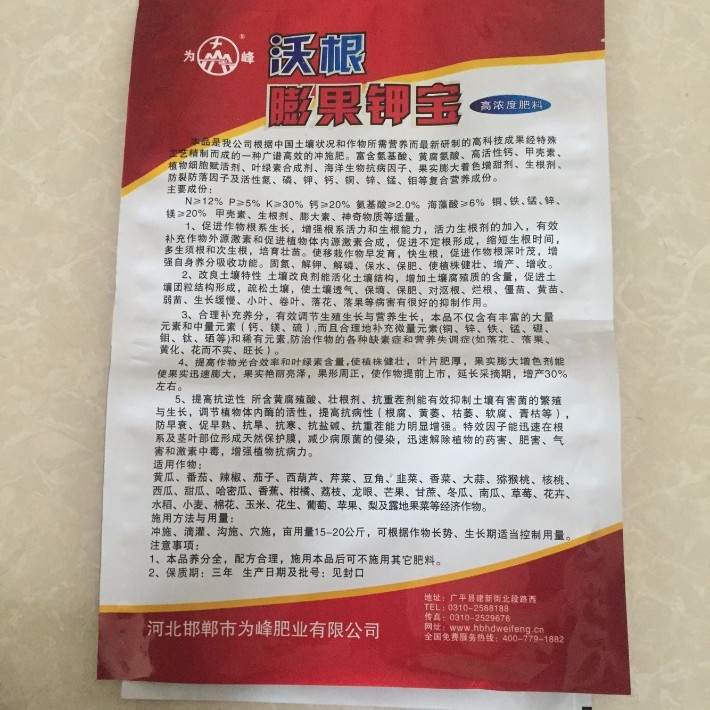 为 峰
®
沃根
膨果钾宝
高浓度肥料
本品是我公司根据中国土壤状况和作物所需营养而最新研制的高科技成果经特殊
工艺精制而成的一种广谱高效的冲施肥。富含氨基酸、黄腐氨酸、高活性钙、甲壳素、
植物细胞赋活剂、叶绿素合成剂、海洋生物抗病因子、果实膨大着色增甜剂、生根剂、
防裂防落因子及活性氮、磷、钾、钙、铜、锌、锰、钼等复合营养成份。
主要成份：
N≥12% P≥5% K≥30% 钙≥20% 氨基酸≥2.0% 海藻酸≥6% 铜、铁、锰、锌、
镁≥20% 甲壳素、生根剂、膨大素、神奇物质等适量。
1、促进作物根系生长，增强根系活力和生根能力，活力生根剂的加入，有效
补充作物外源激素和促进植物体内源激素合成，促进不定根形成，缩短生根时间，
多生须根和次生根，培育壮苗。使移栽作物早发育，快生根，促进作物根深叶茂，增
强自身养分吸收功能。固氮、解钾、解磷、保水、保肥、使植株健壮、增产、增收。
2、改良土壤特性 土壤改良剂能活化土壤结构，增加土壤腐殖质的含量，促进土
壤团粒结构形成，疏松土壤，使土壤透气、保墒、保肥、对沤根、烂根、僵苗、黄苗、
弱苗、生长缓慢、小叶、卷叶、落花、落果等病害有很好的抑制作用。
3、合理补充养分，有效调节生殖生长与营养生长，本品不仅含有丰富的大量
元素和中量元素（钙、镁、硫）,而且合理地补充微量元素(铜、锌、铁、锰、硼、
钼、钛、硒等)和稀有元素,防治作物的各种缺素症和营养失调症(如落花、落果、
黄化、花而不实、旺长）。
4、提高作物光合效率和叶绿素含量,使植株健壮，叶片肥厚，果实膨大增色剂能
使果实迅速膨大，果实艳丽亮泽，果形周正，使作物提前上市，延长采摘期，增产30%
左右。
5、提高抗逆性 所含黄腐殖酸、壮根剂、抗重茬剂能有效抑制土壤有害菌的繁殖
与生长，调节植物体内酶的活性，提高抗病性（根腐、黄萎、枯萎、软腐、青枯等），
防早衰、促早熟、抗旱、抗寒、抗盐碱、抗重茬能力明显增强。特效因子能迅速在根
系及茎叶部位形成天然保护膜，减少病原菌的侵染，迅速解除植物的药害、肥害、气
害和激素中毒，增强植物抗病力。
适用作物：
黄瓜、番茄、辣椒、茄子、西葫芦、芹菜、豆角、韭菜、香菜、大蒜、猕猴桃、核桃、
西瓜、甜瓜、哈密瓜、香蕉、柑橘、荔枝、龙眼、芒果、甘蔗、冬瓜、南瓜、草莓、花卉、
水稻、小麦、棉花、玉米、花生、葡萄、苹果、梨及露地果菜等经济作物。
施用方法与用量：
冲施、滴灌、沟施、穴施，亩用量15-20公斤，可根据作物长势、生长期适当控制用量。
注意事项：
1、本品养分全，配方合理，施用本品后可不施用其它肥料。
2、保质期：三年 生产日期及批号：见封口
河北邯郸市为峰肥业有限公司
地址：广平县建新街北段路西
TEL：0310-2588188
传真：0310-2529676
网址：www.hbhdweifeng.cn
全国免费服务热线：400-779-1882